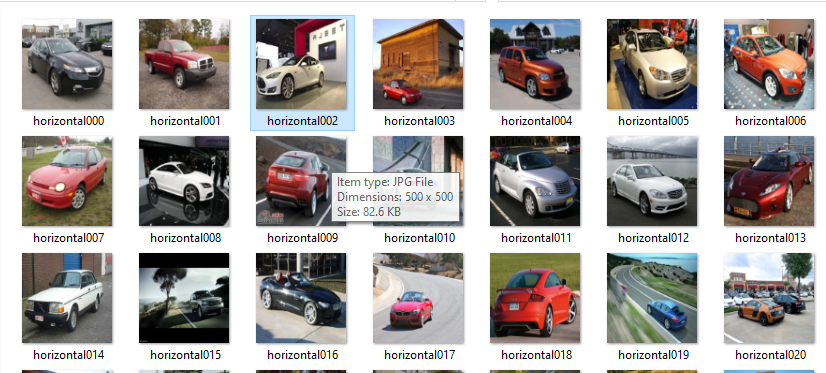 horizontal000
horizontal001
horizontal002
horizontal003
horizontal004
horizontal005
horizontal006
horizontal007
horizontal008
horizontal009
horizontal010
horizontal011
horizontal012
horizontal013
Item type: JPG File
Dimensions: 500 x 500
Size: 82.6 KB
horizontal014
horizontal015
horizontal016
horizontal017
horizontal018
horizontal019
horizontal020